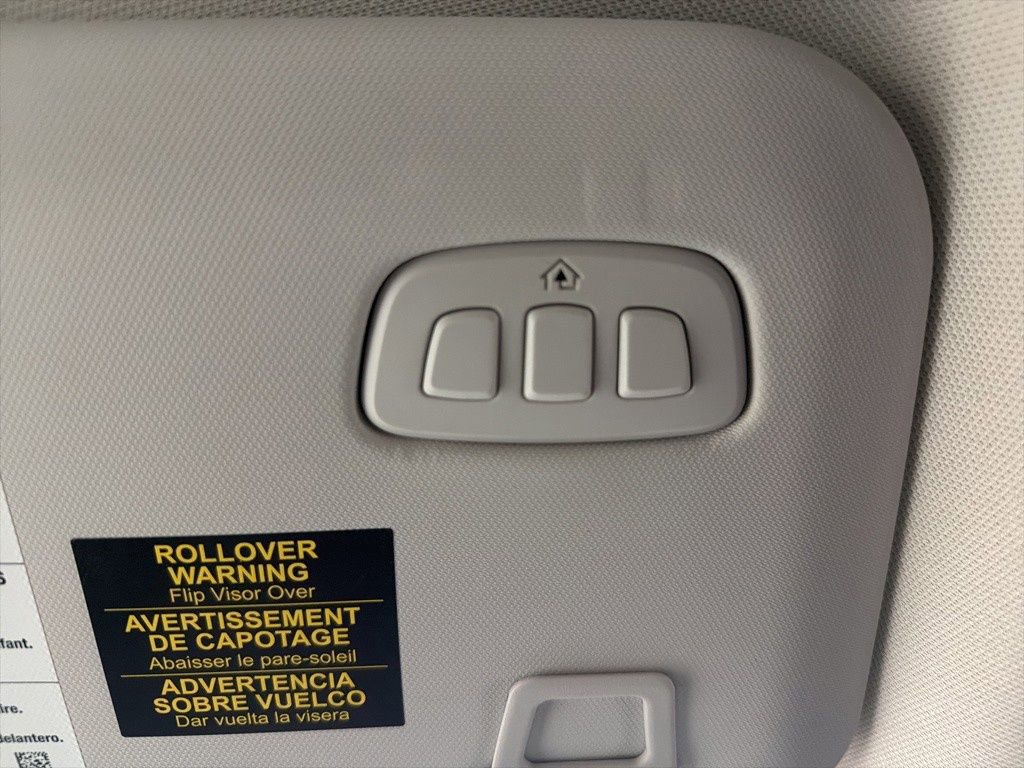 ROLLOVER
WARNING
Flip Visor Over
AVERTISSEMENT
DE CAPOTAGE
Abaisser le pare-soleil
ADVERTENCIA
SOBRE VUELCO
Dar vuelta la visera